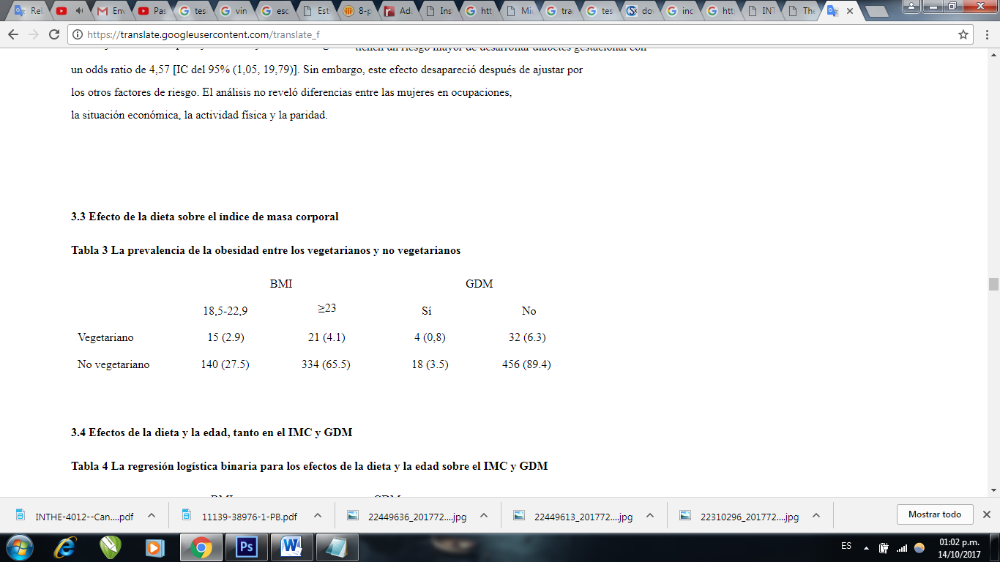 Rel
Env
Pas
tesi
vin
esc
Est
8-p
Ada
Ins
htt
Mic
tra
tes
do
inc
htt
INT
The
https://translate.googleusercontent.com/translate_f
tienen un riesgo mayor de desarrollar diabetes gestacional con
un odds ratio de 4,57 [IC del 95% (1,05, 19,79)]. Sin embargo, este efecto desapareció después de ajustar por
los otros factores de riesgo. El análisis no reveló diferencias entre las mujeres en ocupaciones,
la situación económica, la actividad física y la paridad.
3.3 Efecto de la dieta sobre el índice de masa corporal
Tabla 3 La prevalencia de la obesidad entre los vegetarianos y no vegetarianos
BMI GDM
18,5-22,9 ≥23 Sí No
Vegetariano 15 (2.9) 21 (4.1) 4 (0,8) 32 (6.3)
No vegetariano 140 (27.5) 334 (65.5) 18 (3.5) 456 (89.4)
3.4 Efectos de la dieta y la edad, tanto en el IMC y GDM
Tabla 4 La regresión logística binaria para los efectos de la dieta y la edad sobre el IMC y GDM
BMI GDM
INTHE-4012--Can....pdf
11139-38976-1-PB.pdf
22449636_201772....jpg
22449613_201772....jpg
22310296_201772....jpg
Mostrar todo
Ps
W
ES
01:02 p.m.
14/10/2017